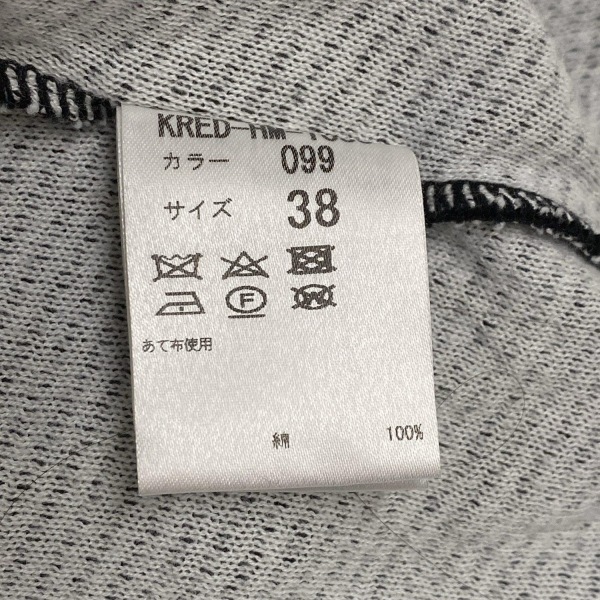 カラー 099
サイズ 38
F W
あて布使用
綿 100%